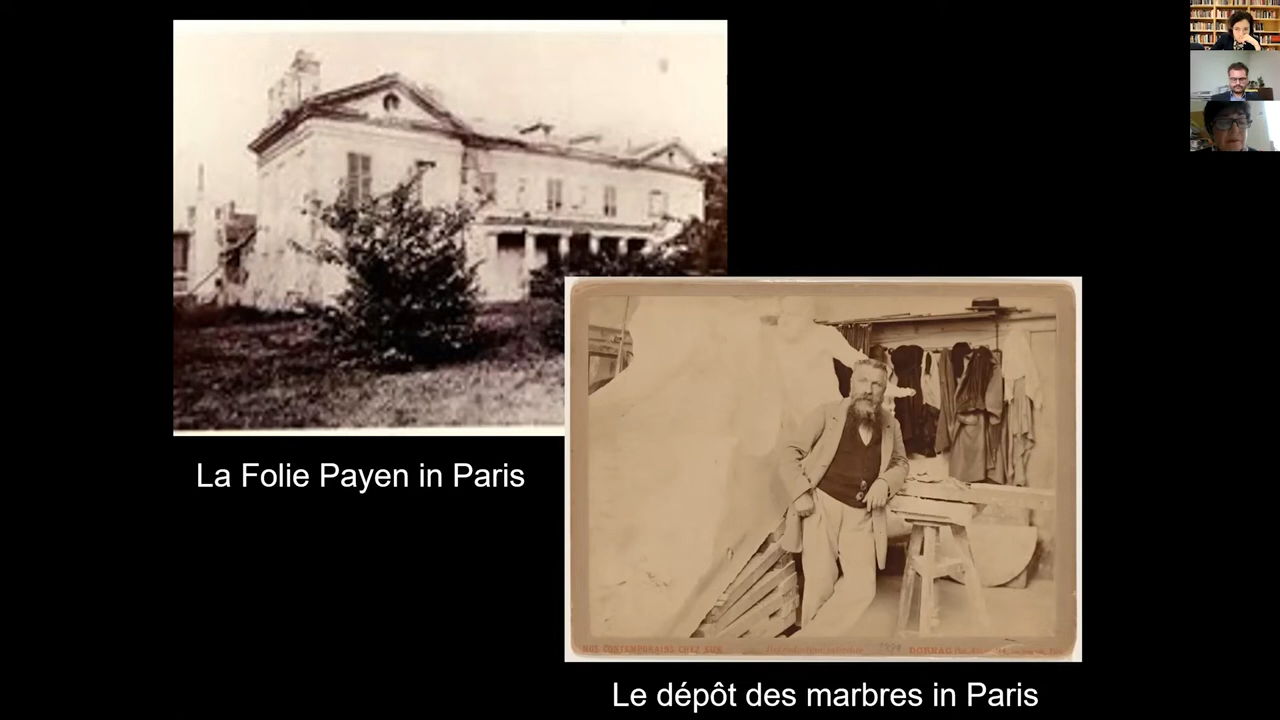 La Folie Payen in Paris
NOS CONTEMPORAINS CHEZ EUX
DORNAC
Le dépôt des marbres in Paris